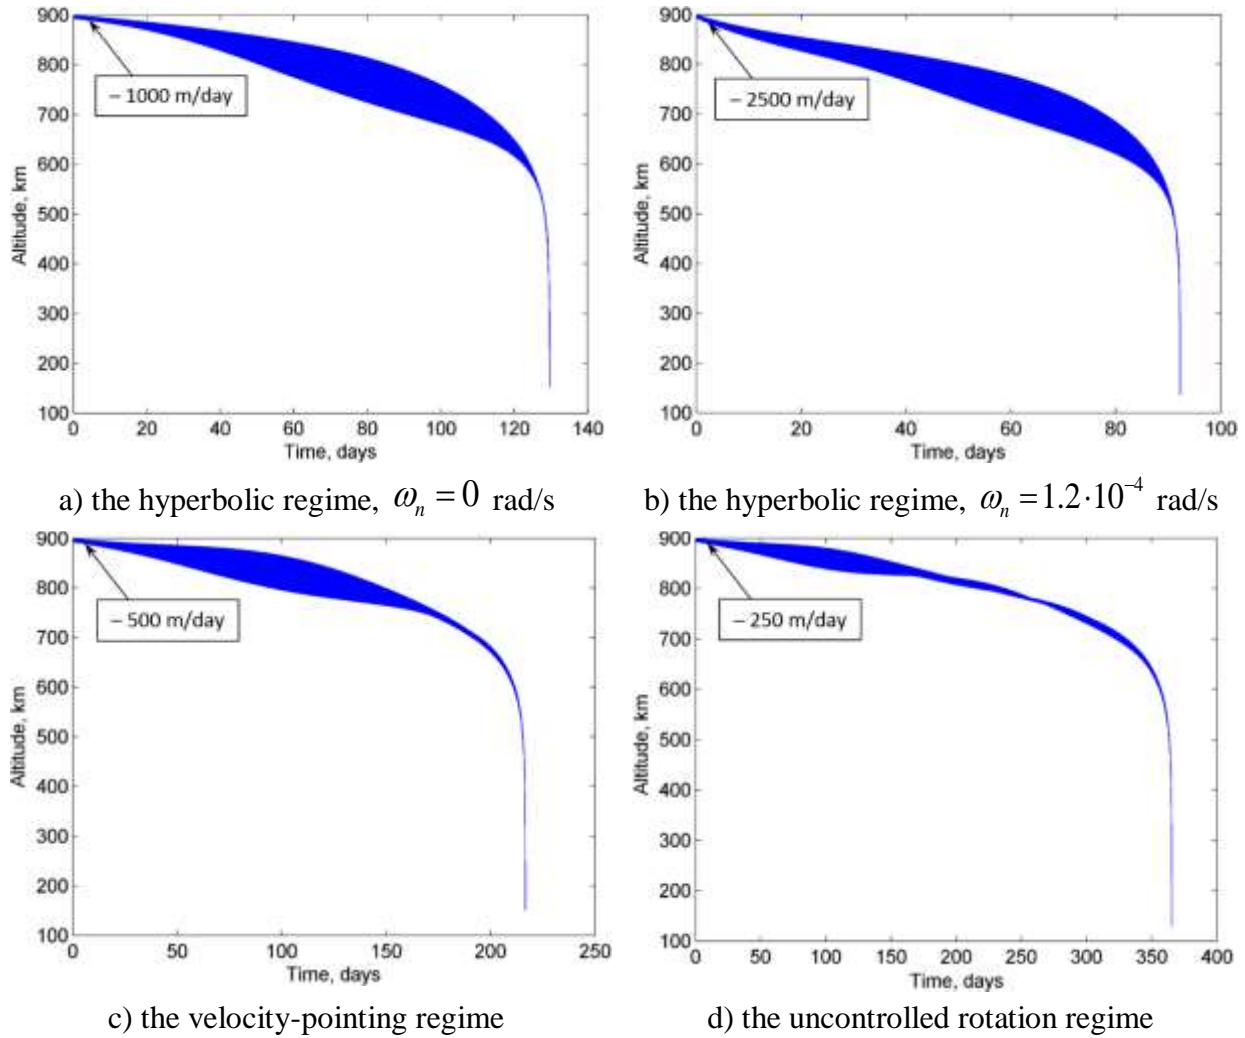 900
800
700
600
500
400
300
200
100
Altitude, km
– 1000 m/day
0 20 40 60 80 100 120 140
Time, days
a) the hyperbolic regime, ωₙ = 0 rad/s
900
800
700
600
500
400
300
200
100
Altitude, km
– 2500 m/day
0 20 40 60 80 100
Time, days
b) the hyperbolic regime, ωₙ = 1.2·10⁻⁴ rad/s
900
800
700
600
500
400
300
200
100
Altitude, km
– 500 m/day
0 50 100 150 200 250
Time, days
c) the velocity-pointing regime
900
800
700
600
500
400
300
200
100
Altitude, km
– 250 m/day
0 50 100 150 200 250 300 350 400
Time, days
d) the uncontrolled rotation regime